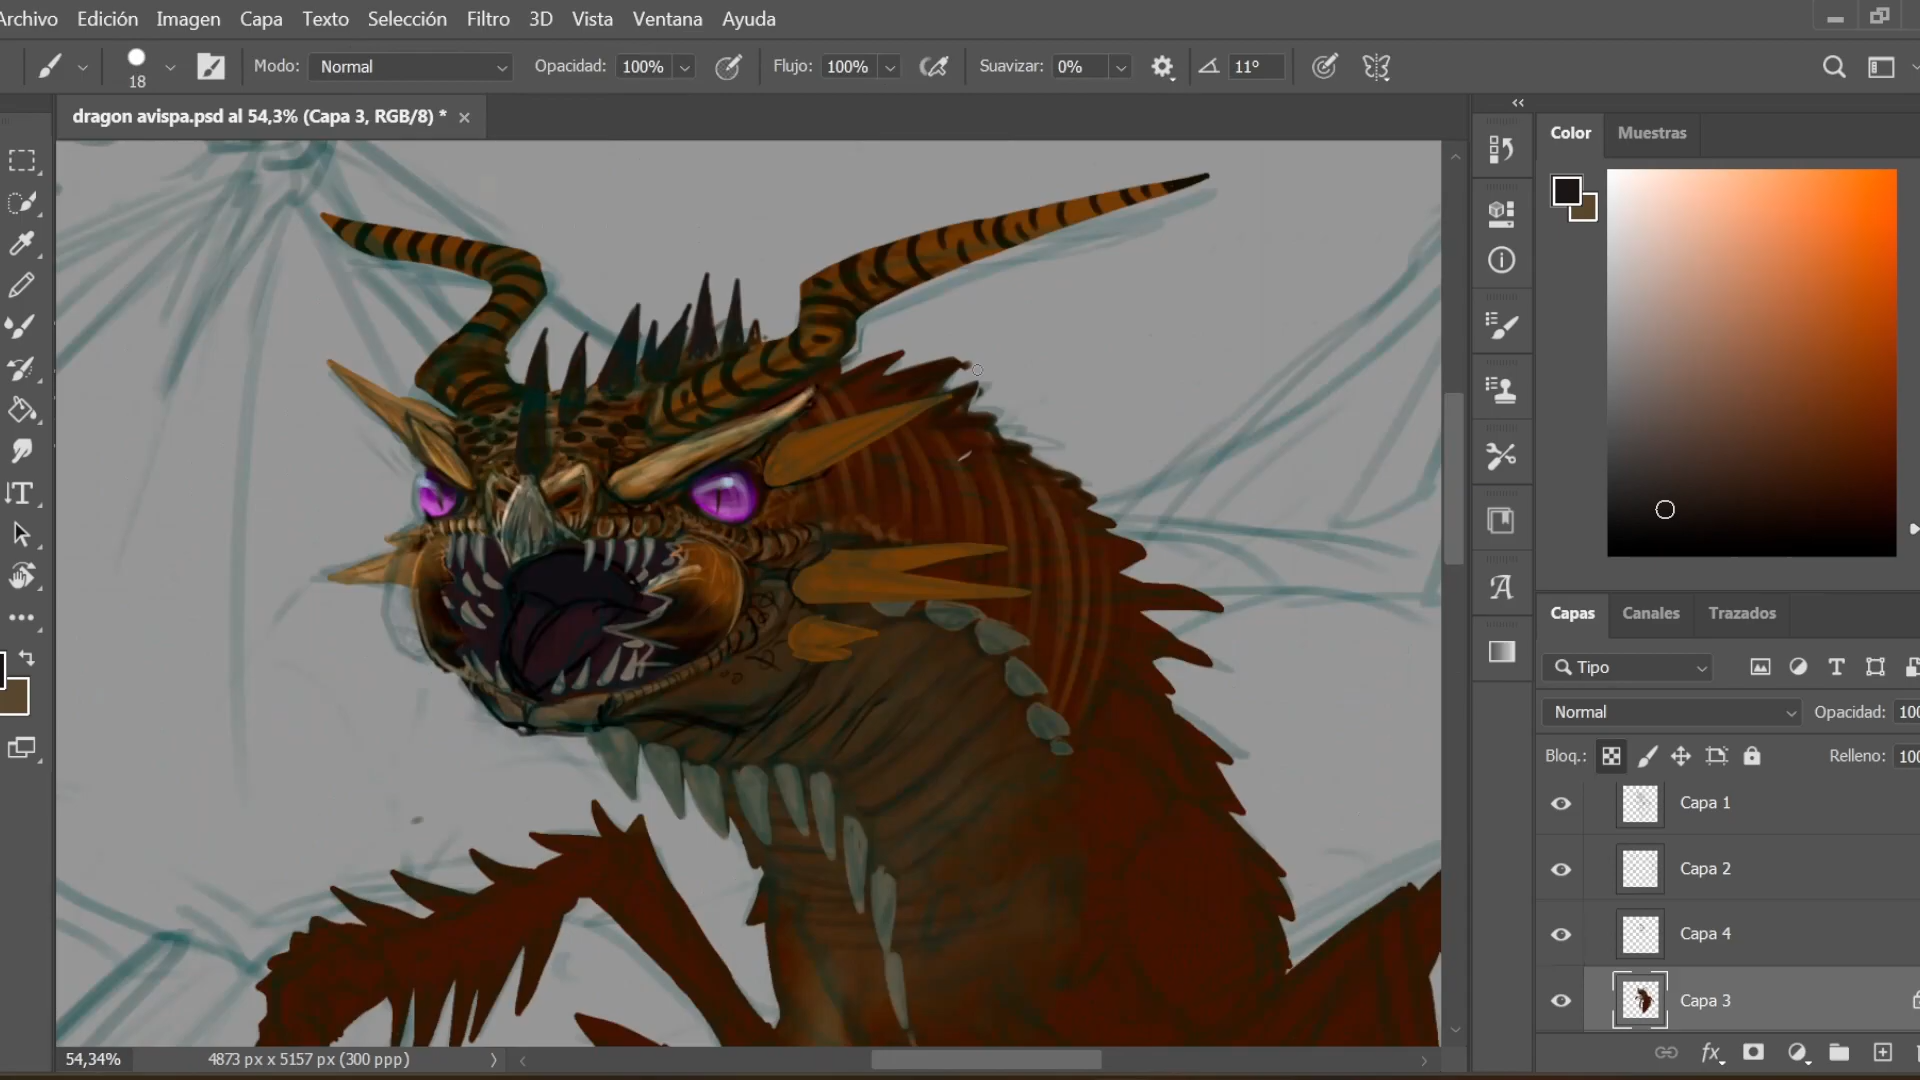 Archivo Edición Imagen Capa Texto Selección Filtro 3D Vista Ventana Ayuda
18 Modo: Normal Opacidad: 100% Flujo: 100% Suavizar: 0% 11°
dragon avispa.psd al 54,3% (Capa 3, RGB/8) *
Color Muestras
Capas Canales Trazados
Tipo
Normal Opacidad: 100
Bloq.: Relleno: 100
Capa 1
Capa 2
Capa 4
Capa 3
fx
54,34% 4873 px x 5157 px (300 ppp)